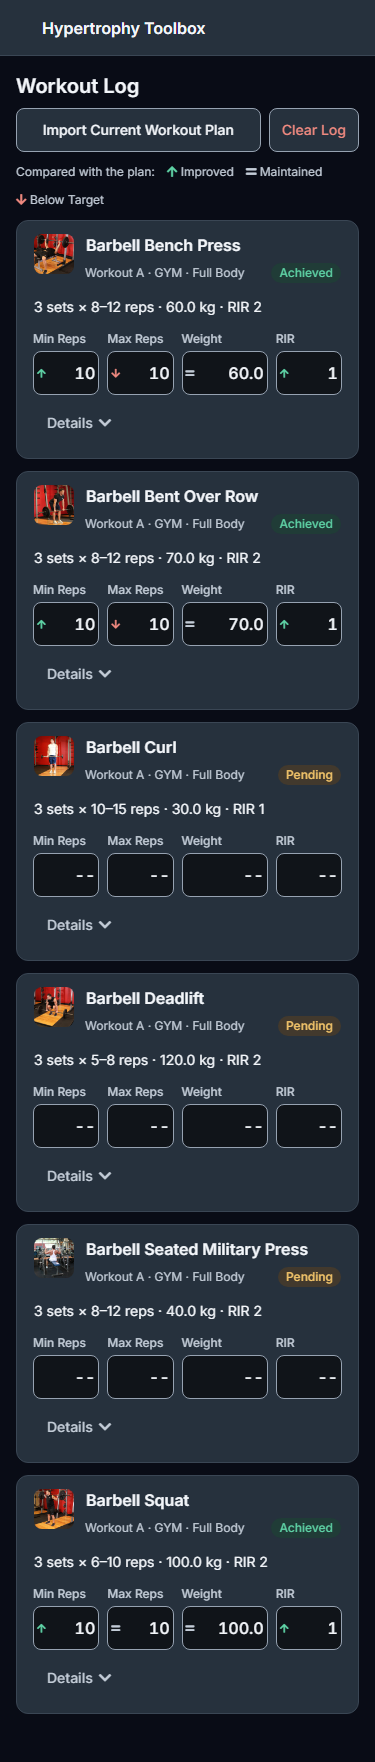 Hypertrophy Toolbox
Workout Log
Import Current Workout Plan
Clear Log
Compared with the plan: ↑ Improved = Maintained
↓ Below Target
Barbell Bench Press
Workout A · GYM · Full Body Achieved
3 sets × 8–12 reps · 60.0 kg · RIR 2
Min Reps Max Reps Weight RIR
↑ 10 ↓ 10 = 60.0 ↑ 1
Details
Barbell Bent Over Row
Workout A · GYM · Full Body Achieved
3 sets × 8–12 reps · 70.0 kg · RIR 2
Min Reps Max Reps Weight RIR
↑ 10 ↓ 10 = 70.0 ↑ 1
Details
Barbell Curl
Workout A · GYM · Full Body Pending
3 sets × 10–15 reps · 30.0 kg · RIR 1
Min Reps Max Reps Weight RIR
-- -- -- --
Details
Barbell Deadlift
Workout A · GYM · Full Body Pending
3 sets × 5–8 reps · 120.0 kg · RIR 2
Min Reps Max Reps Weight RIR
-- -- -- --
Details
Barbell Seated Military Press
Workout A · GYM · Full Body Pending
3 sets × 8–12 reps · 40.0 kg · RIR 2
Min Reps Max Reps Weight RIR
-- -- -- --
Details
Barbell Squat
Workout A · GYM · Full Body Achieved
3 sets × 6–10 reps · 100.0 kg · RIR 2
Min Reps Max Reps Weight RIR
↑ 10 = 10 = 100.0 ↑ 1
Details